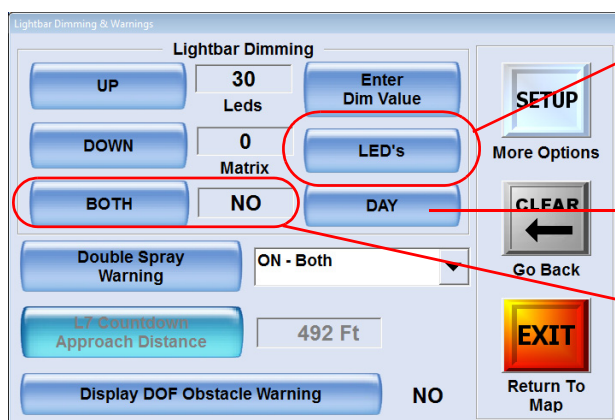 Lightbar Dimming & Warnings
Lightbar Dimming
UP
30
Leds
Enter
Dim Value
DOWN
0
Matrix
LED's
BOTH
NO
DAY
Double Spray
Warning
ON - Both
L7 Countdown
Approach Distance
492 Ft
Display DOF Obstacle Warning
NO
SETUP
More Options
CLEAR
Go Back
EXIT
Return To
Map